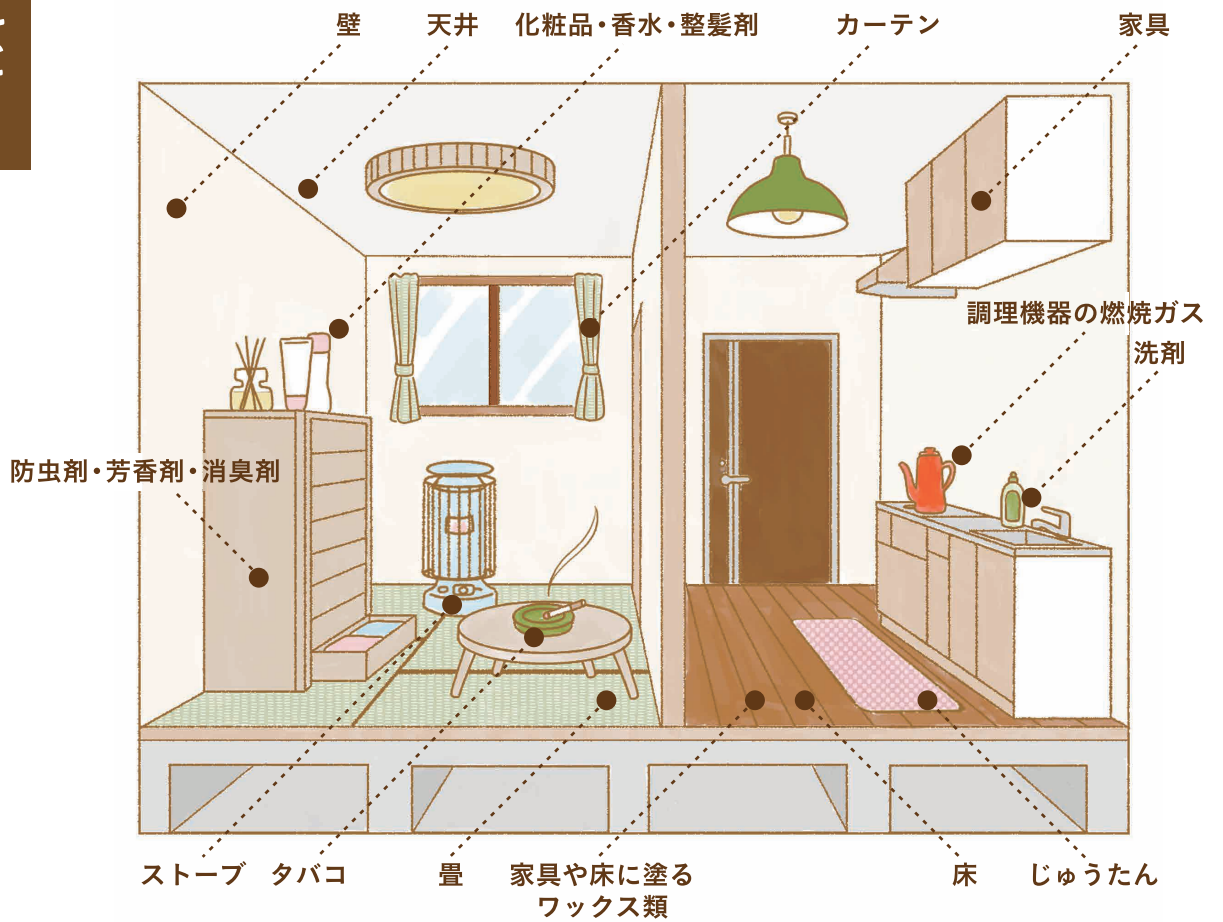 壁
天井
化粧品・香水・整髪剤
カーテン
家具
調理機器の燃焼ガス
洗剤
防虫剤・芳香剤・消臭剤
ストーブ
タバコ
畳
家具や床に塗る
ワックス類
床
じゅうたん